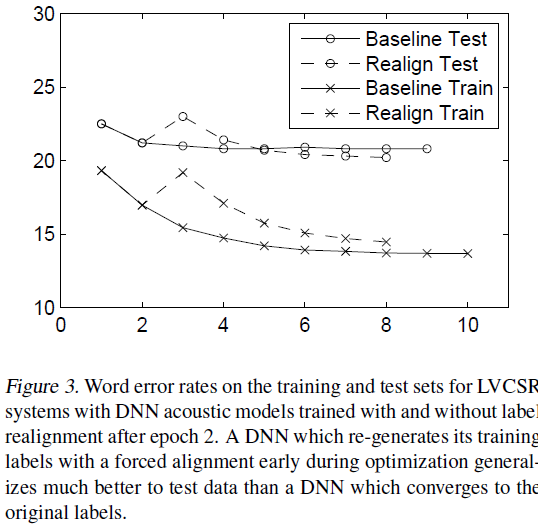 30
25
20
15
10
0
2
4
6
8
10
Baseline Test
Realign Test
Baseline Train
Realign Train
Figure 3. Word error rates on the training and test sets for LVCSR
systems with DNN acoustic models trained with and without label
realignment after epoch 2. A DNN which re-generates its training
labels with a forced alignment early during optimization general-
izes much better to test data than a DNN which converges to the
original labels.